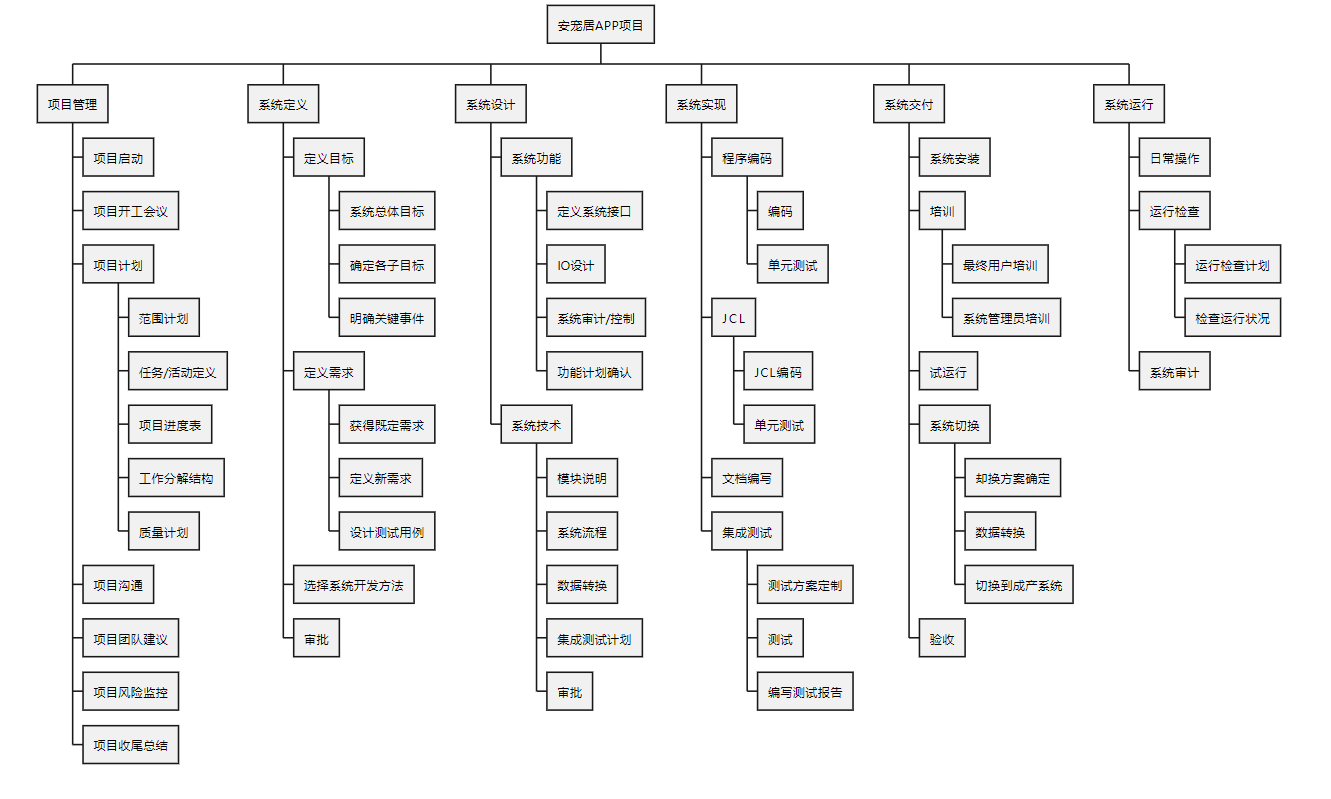 安宠居APP项目
项目管理
项目启动
项目开工会议
项目计划
范围计划
任务/活动定义
项目进度表
工作分解结构
质量计划
项目沟通
项目团队建议
项目风险监控
项目收尾总结
系统定义
定义目标
系统总体目标
确定各子目标
明确关键事件
定义需求
获得既定需求
定义新需求
设计测试用例
选择系统开发方法
审批
系统设计
系统功能
定义系统接口
IO设计
系统审计/控制
功能计划确认
系统技术
模块说明
系统流程
数据转换
集成测试计划
审批
系统实现
程序编码
编码
单元测试
JCL
JCL编码
单元测试
文档编写
集成测试
测试方案定制
测试
编写测试报告
系统交付
系统安装
培训
最终用户培训
系统管理员培训
试运行
系统切换
却换方案确定
数据转换
切换到成产系统
验收
系统运行
日常操作
运行检查
运行检查计划
检查运行状况
系统审计